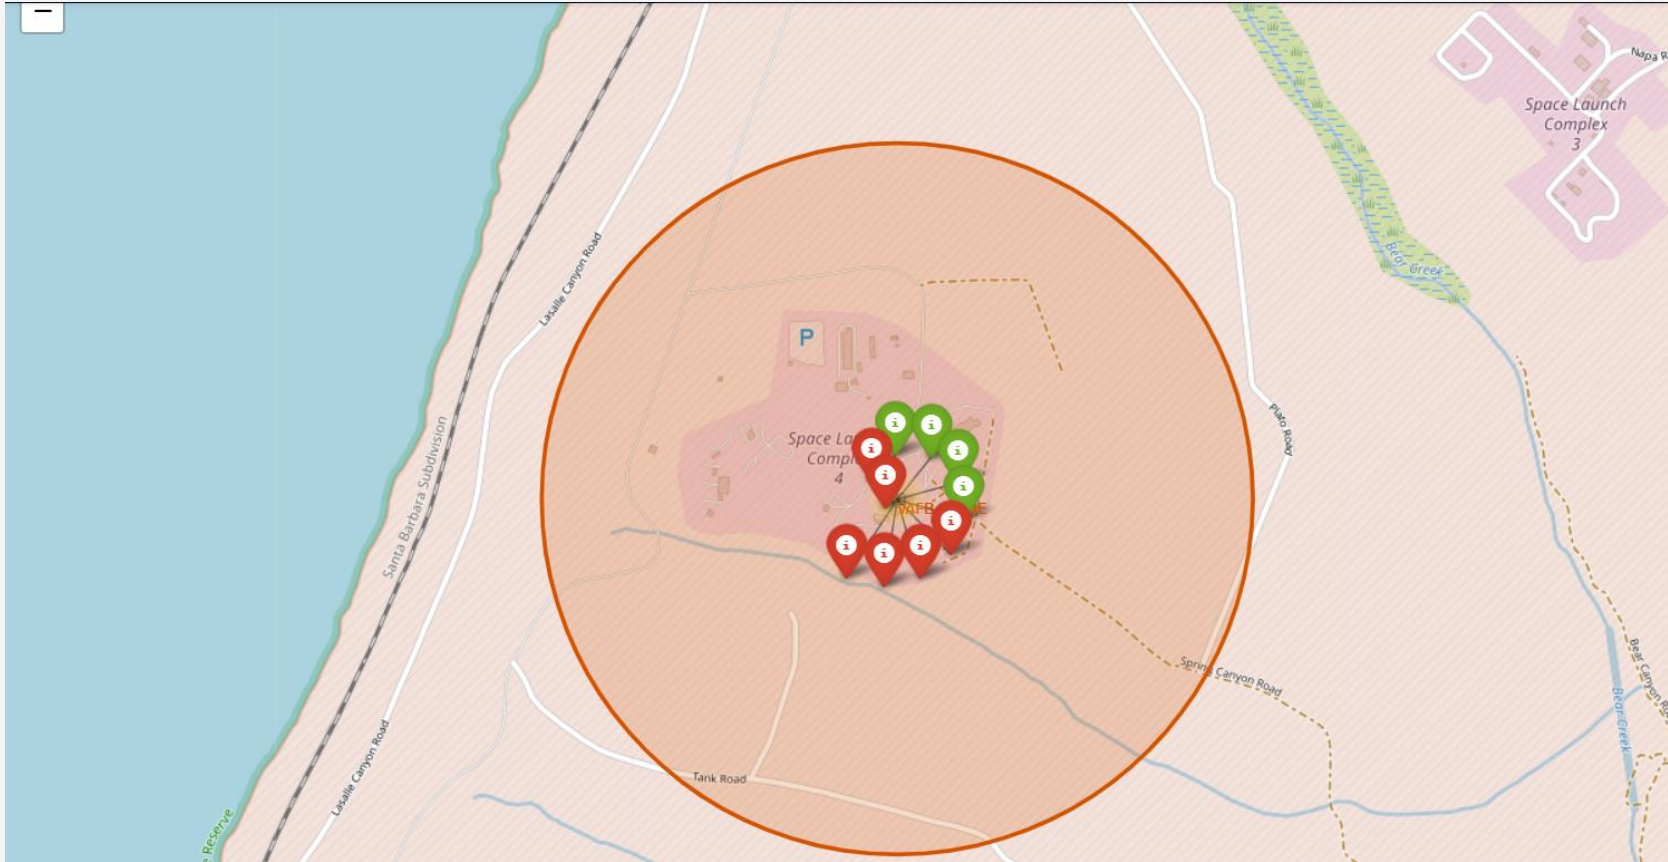 Napa R
Space Launch
Complex
3
Bear Creek
Lasalle Canyon Road
P
Plato Road
Santa Barbara Subdivision
Space La
Compl
4
Spring Canyon Road
Bear Canyon Ro
Bear Creek
Lasalle Canyon Road
Tank Road
e Reserve